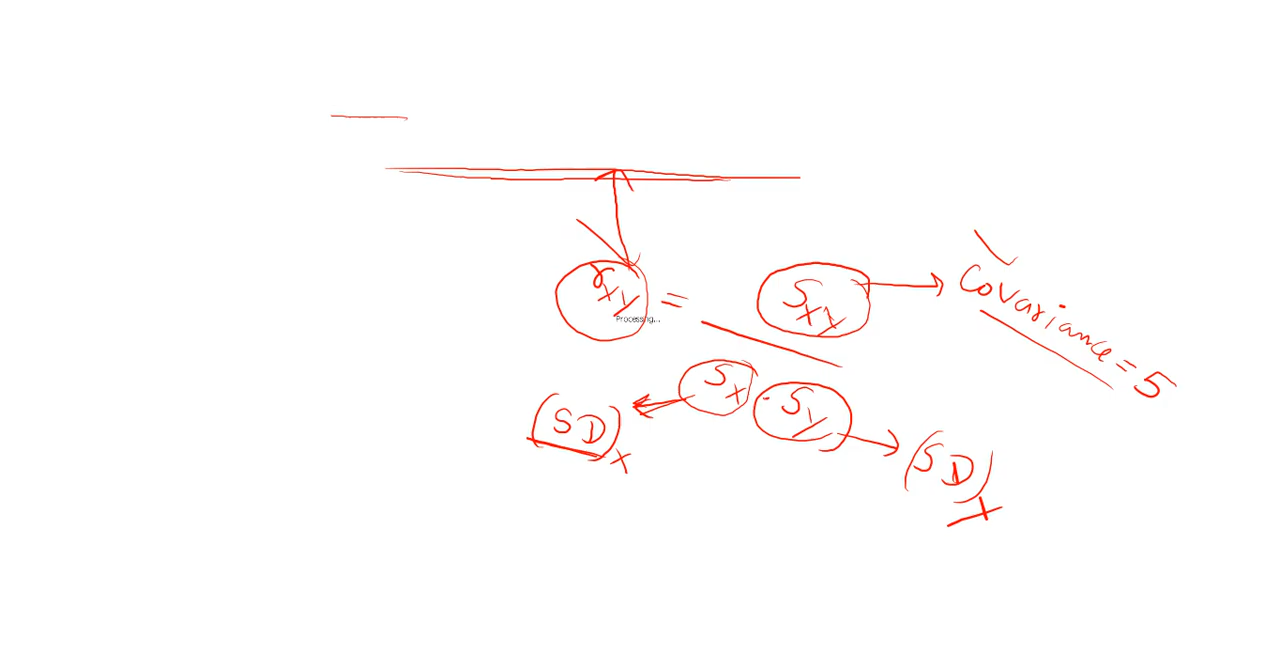 rxy = Sxy → Covariance = 5
Processing...
Sx · Sy
(SD)x
(SD)x